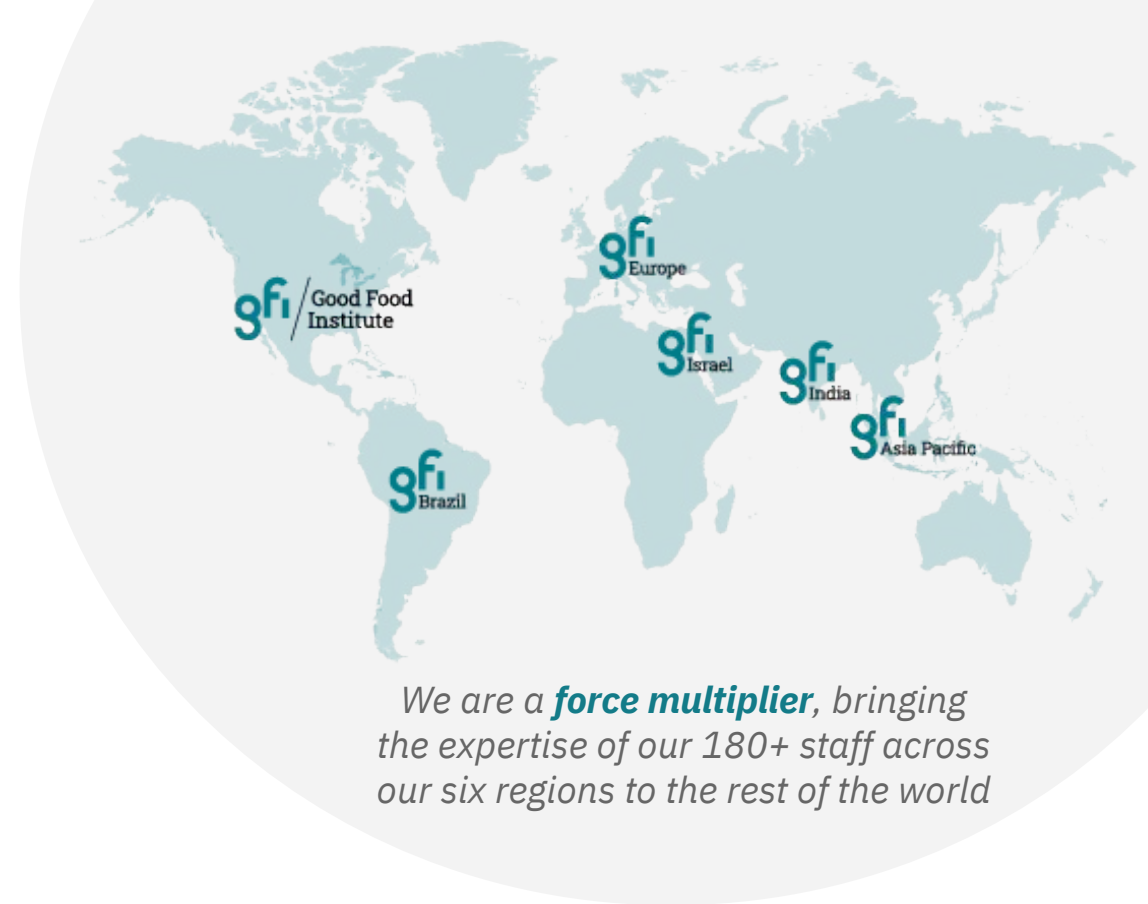 gfi
Europe
gfi / Good Food
Institute
gfi
Israel
gfi
India
gfi
Asia Pacific
gfi
Brazil
We are a force multiplier, bringing
the expertise of our 180+ staff across
our six regions to the rest of the world